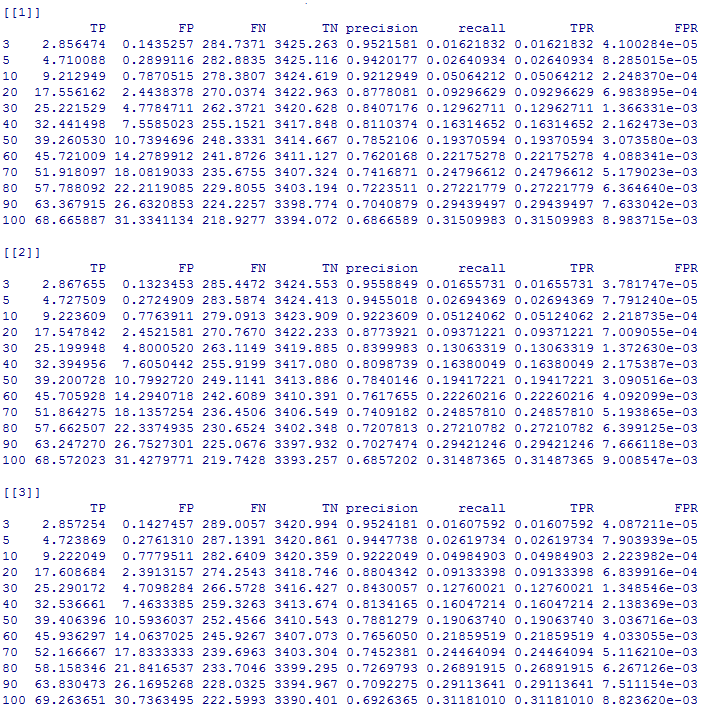 [[1]]
TP FP FN TN precision recall TPR FPR
3 2.856474 0.1435257 284.7371 3425.263 0.9521581 0.01621832 0.01621832 4.100284e-05
5 4.710088 0.2899116 282.8835 3425.116 0.9420177 0.02640934 0.02640934 8.285015e-05
10 9.212949 0.7870515 278.3807 3424.619 0.9212949 0.05064212 0.05064212 2.248370e-04
20 17.556162 2.4438378 270.0374 3422.963 0.8778081 0.09296629 0.09296629 6.983895e-04
30 25.221529 4.7784711 262.3721 3420.628 0.8407176 0.12962711 0.12962711 1.366331e-03
40 32.441498 7.5585023 255.1521 3417.848 0.8110374 0.16314652 0.16314652 2.162473e-03
50 39.260530 10.7394696 248.3331 3414.667 0.7852106 0.19370594 0.19370594 3.073580e-03
60 45.721009 14.2789912 241.8726 3411.127 0.7620168 0.22175278 0.22175278 4.088341e-03
70 51.918097 18.0819033 235.6755 3407.324 0.7416871 0.24796612 0.24796612 5.179023e-03
80 57.788092 22.2119085 229.8055 3403.194 0.7223511 0.27221779 0.27221779 6.364640e-03
90 63.367915 26.6320853 224.2257 3398.774 0.7040879 0.29439497 0.29439497 7.633042e-03
100 68.665887 31.3341134 218.9277 3394.072 0.6866589 0.31509983 0.31509983 8.983715e-03
[[2]]
TP FP FN TN precision recall TPR FPR
3 2.867655 0.1323453 285.4472 3424.553 0.9558849 0.01655731 0.01655731 3.781747e-05
5 4.727509 0.2724909 283.5874 3424.413 0.9455018 0.02694369 0.02694369 7.791240e-05
10 9.223609 0.7763911 279.0913 3423.909 0.9223609 0.05124062 0.05124062 2.218735e-04
20 17.547842 2.4521581 270.7670 3422.233 0.8773921 0.09371221 0.09371221 7.009055e-04
30 25.199948 4.8000520 263.1149 3419.885 0.8399983 0.13063319 0.13063319 1.372630e-03
40 32.394956 7.6050442 255.9199 3417.080 0.8098739 0.16380049 0.16380049 2.175387e-03
50 39.200728 10.7992720 249.1141 3413.886 0.7840146 0.19417221 0.19417221 3.090516e-03
60 45.705928 14.2940718 242.6089 3410.391 0.7617655 0.22260216 0.22260216 4.092099e-03
70 51.864275 18.1357254 236.4506 3406.549 0.7409182 0.24857810 0.24857810 5.193865e-03
80 57.662507 22.3374935 230.6524 3402.348 0.7207813 0.27210782 0.27210782 6.399125e-03
90 63.247270 26.7527301 225.0676 3397.932 0.7027474 0.29421246 0.29421246 7.666118e-03
100 68.572023 31.4279771 219.7428 3393.257 0.6857202 0.31487365 0.31487365 9.008547e-03
[[3]]
TP FP FN TN precision recall TPR FPR
3 2.857254 0.1427457 289.0057 3420.994 0.9524181 0.01607592 0.01607592 4.087211e-05
5 4.723869 0.2761310 287.1391 3420.861 0.9447738 0.02619734 0.02619734 7.903939e-05
10 9.222049 0.7779511 282.6409 3420.359 0.9222049 0.04984903 0.04984903 2.223982e-04
20 17.608684 2.3913157 274.2543 3418.746 0.8804342 0.09133398 0.09133398 6.839916e-04
30 25.290172 4.7098284 266.5728 3416.427 0.8430057 0.12760021 0.12760021 1.348546e-03
40 32.536661 7.4633385 259.3263 3413.674 0.8134165 0.16047214 0.16047214 2.138369e-03
50 39.406396 10.5936037 252.4566 3410.543 0.7881279 0.19063740 0.19063740 3.036716e-03
60 45.936297 14.0637025 245.9267 3407.073 0.7656050 0.21859519 0.21859519 4.033055e-03
70 52.166667 17.8333333 239.6963 3403.304 0.7452381 0.24464094 0.24464094 5.116210e-03
80 58.158346 21.8416537 233.7046 3399.295 0.7269793 0.26891915 0.26891915 6.267126e-03
90 63.830473 26.1695268 228.0325 3394.967 0.7092275 0.29113641 0.29113641 7.511154e-03
100 69.263651 30.7363495 222.5993 3390.401 0.6926365 0.31181010 0.31181010 8.823620e-03